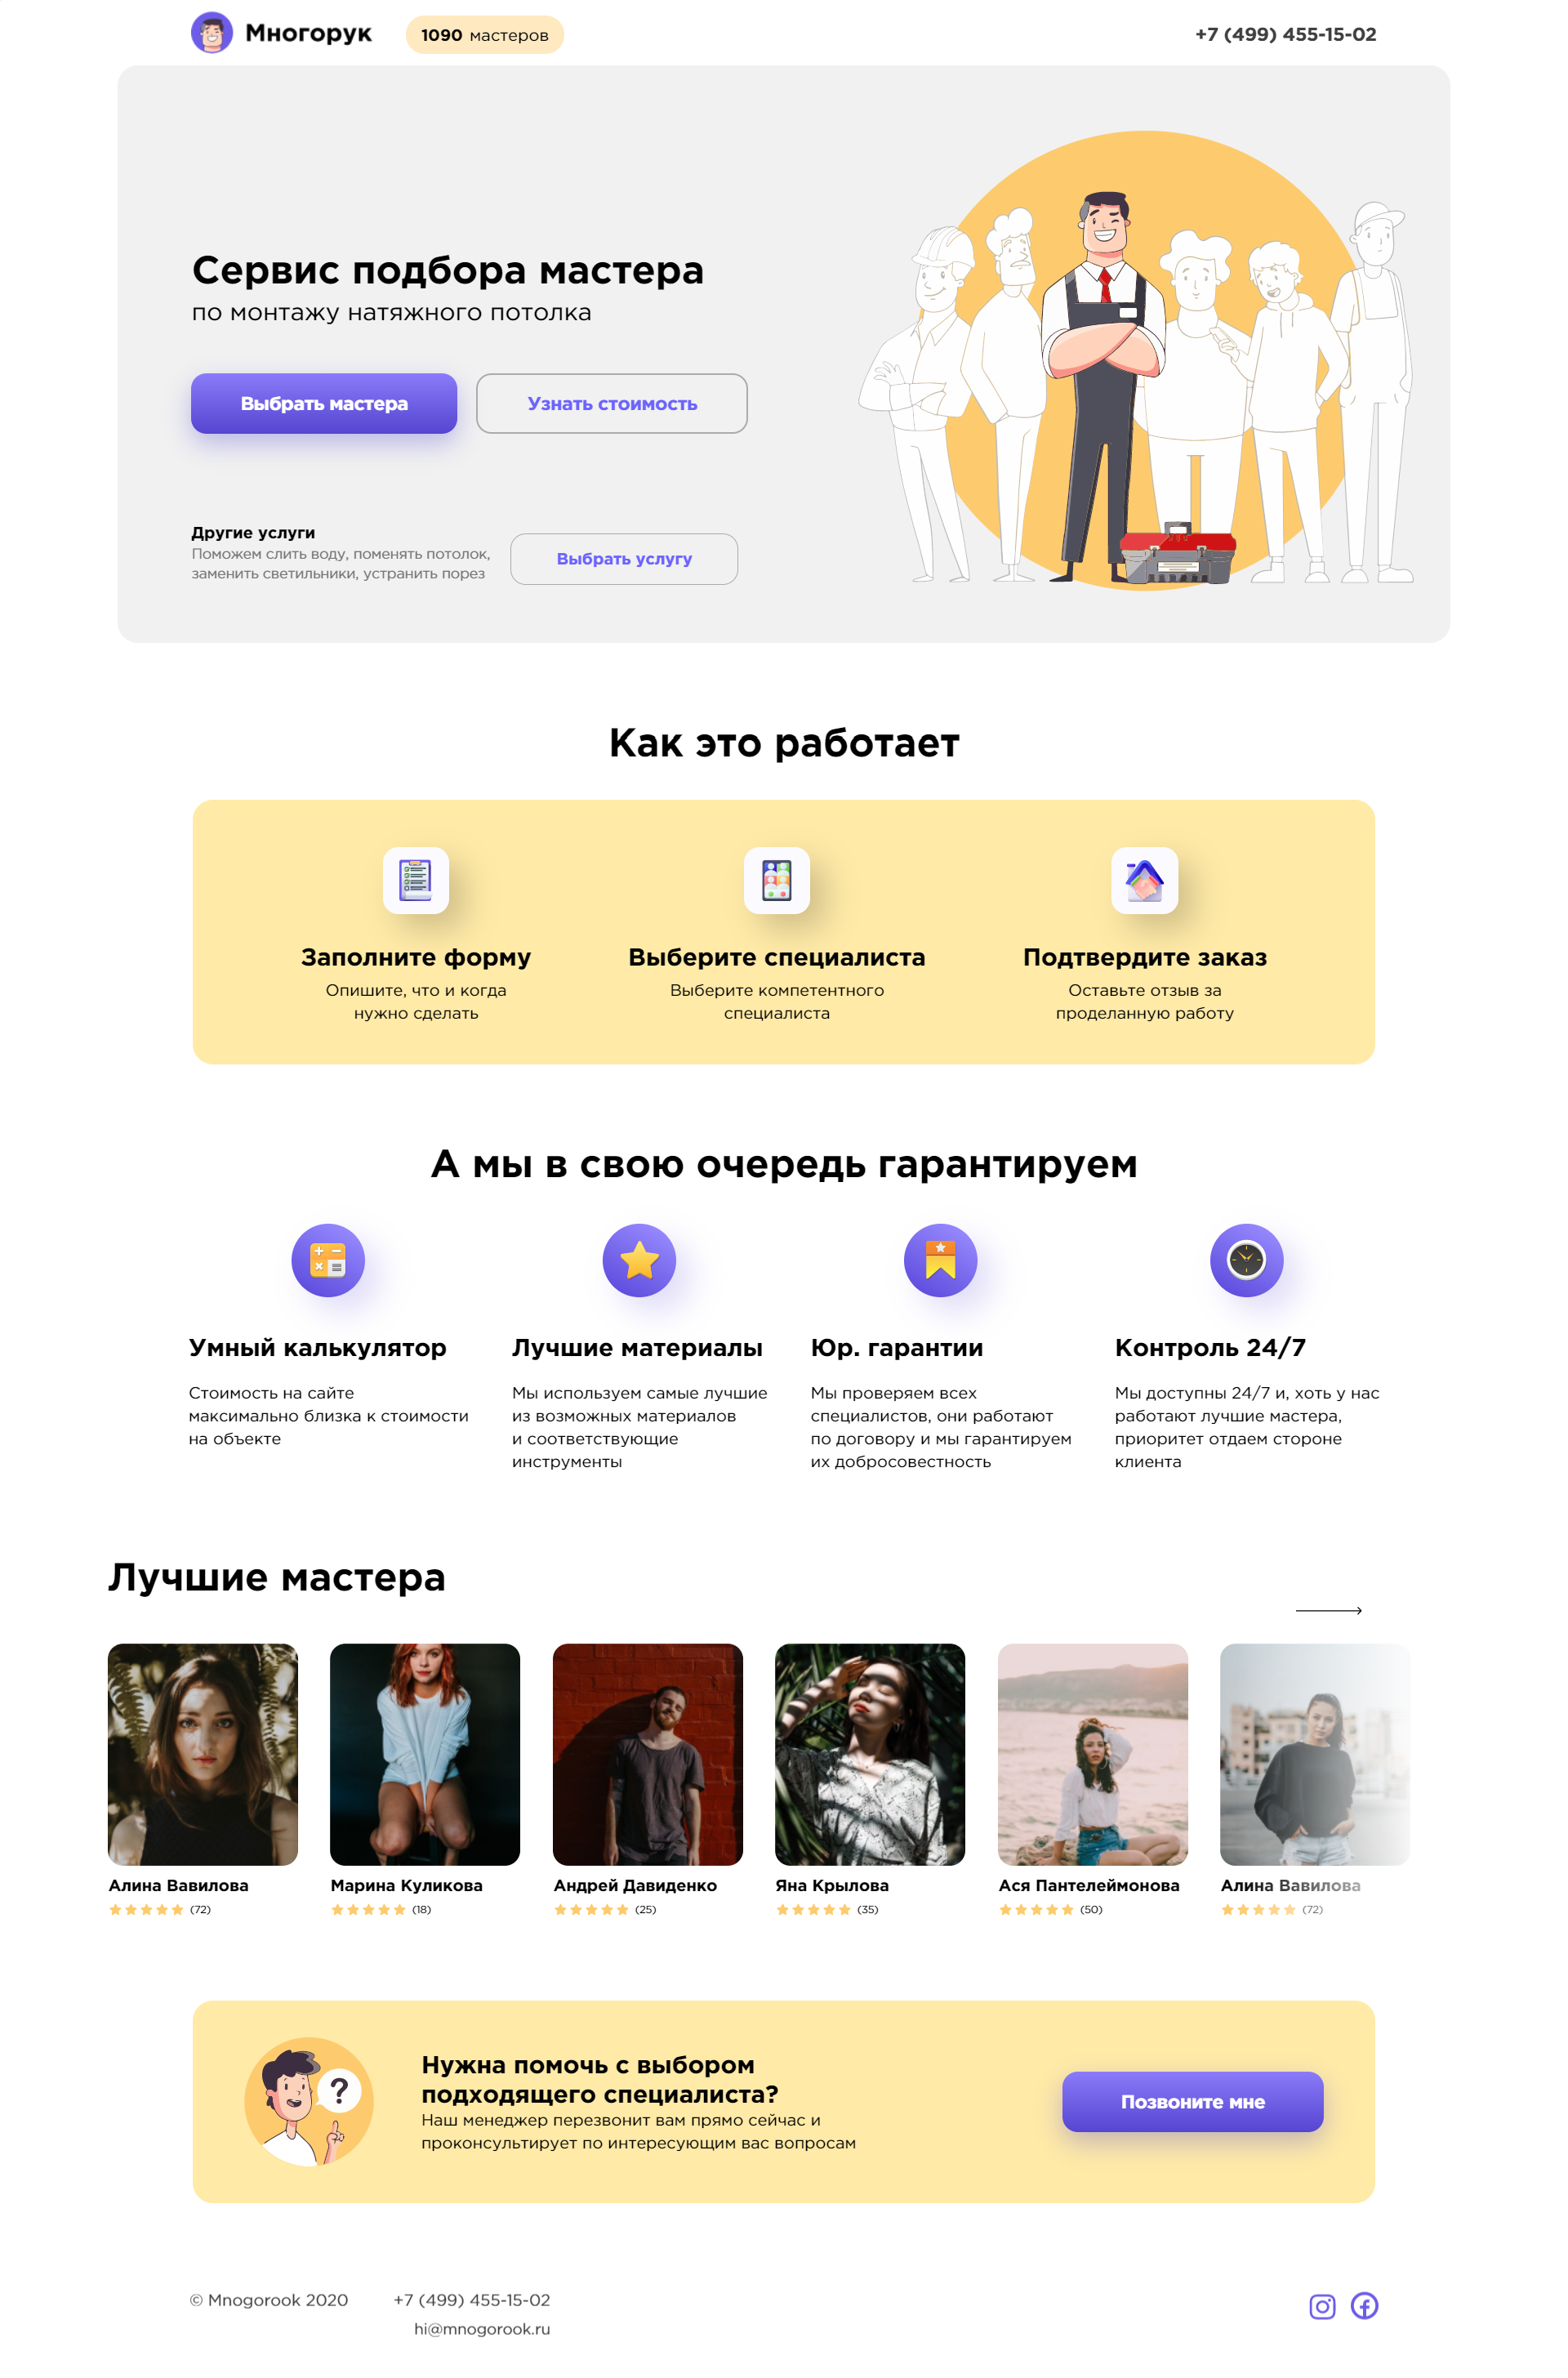 Многорук
1090 мастеров
+7 (499) 455-15-02
Сервис подбора мастера
по монтажу натяжного потолка
Выбрать мастера
Узнать стоимость
Другие услуги
Поможем слить воду, поменять потолок,
заменить светильники, устранить порез
Выбрать услугу
Как это работает
Заполните форму
Опишите, что и когда
нужно сделать
Выберите специалиста
Выберите компетентного
специалиста
Подтвердите заказ
Оставьте отзыв за
проделанную работу
А мы в свою очередь гарантируем
Умный калькулятор
Стоимость на сайте
максимально близка к стоимости
на объекте
Лучшие материалы
Мы используем самые лучшие
из возможных материалов
и соответствующие
инструменты
Юр. гарантии
Мы проверяем всех
специалистов, они работают
по договору и мы гарантируем
их добросовестность
Контроль 24/7
Мы доступны 24/7 и, хоть у нас
работают лучшие мастера,
приоритет отдаем стороне
клиента
Лучшие мастера
Алина Вавилова
(72)
Марина Куликова
(18)
Андрей Давиденко
(25)
Яна Крылова
(35)
Ася Пантелеймонова
(50)
Алина Вавилова
(72)
?
Нужна помочь с выбором
подходящего специалиста?
Наш менеджер перезвонит вам прямо сейчас и
проконсультирует по интересующим вас вопросам
Позвоните мне
© Mnogorook 2020
+7 (499) 455-15-02
hi@mnogorook.ru